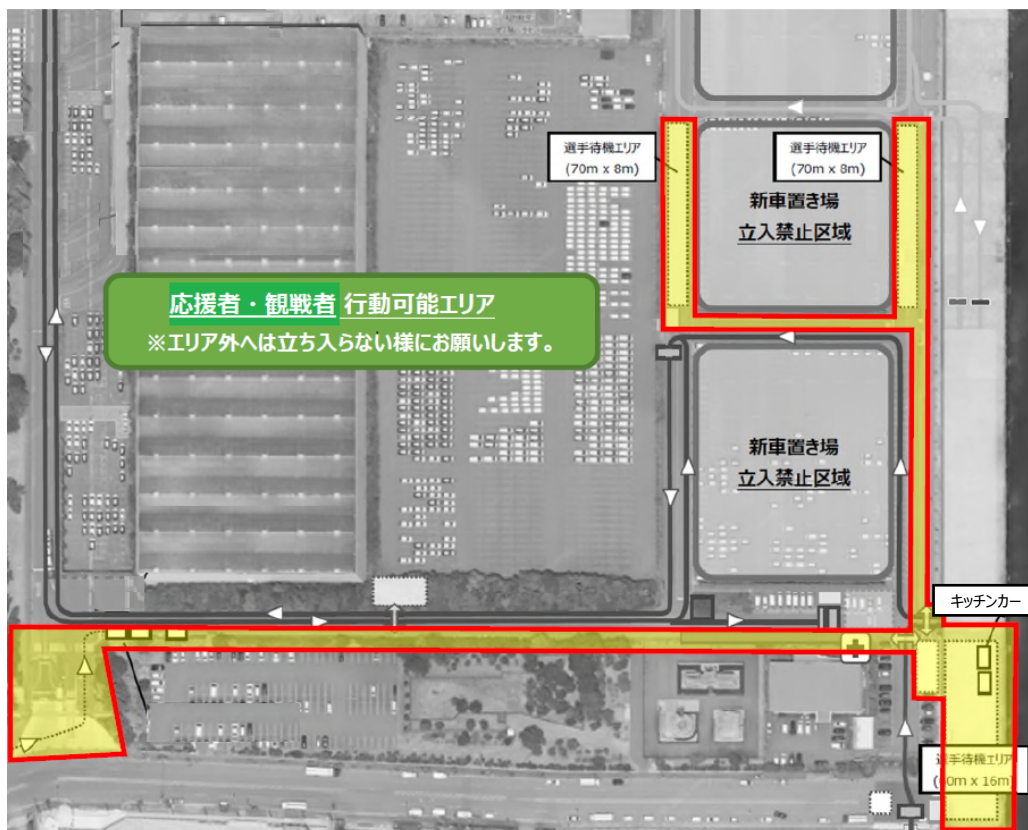 選手待機エリア
(70m x 8m)
選手待機エリア
(70m x 8m)
新車置き場
立入禁止区域
応援者・観戦者 行動可能エリア
※エリア外へは立ち入らない様にお願いします。
新車置き場
立入禁止区域
キッチンカー
選手待機エリア
(60m x 16m)